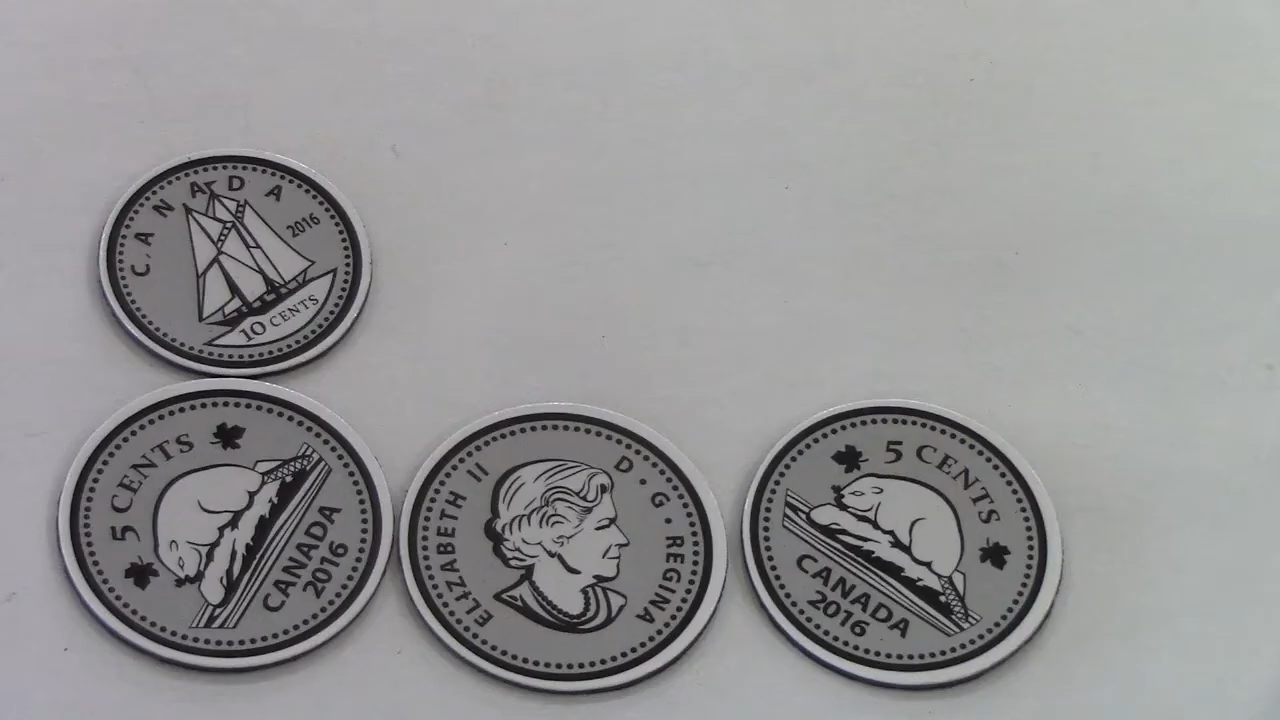 CANADA
2016
10 CENTS
5 CENTS
CANADA
2016
ELIZABETH II
D·G·REGINA
5 CENTS
CANADA
2016